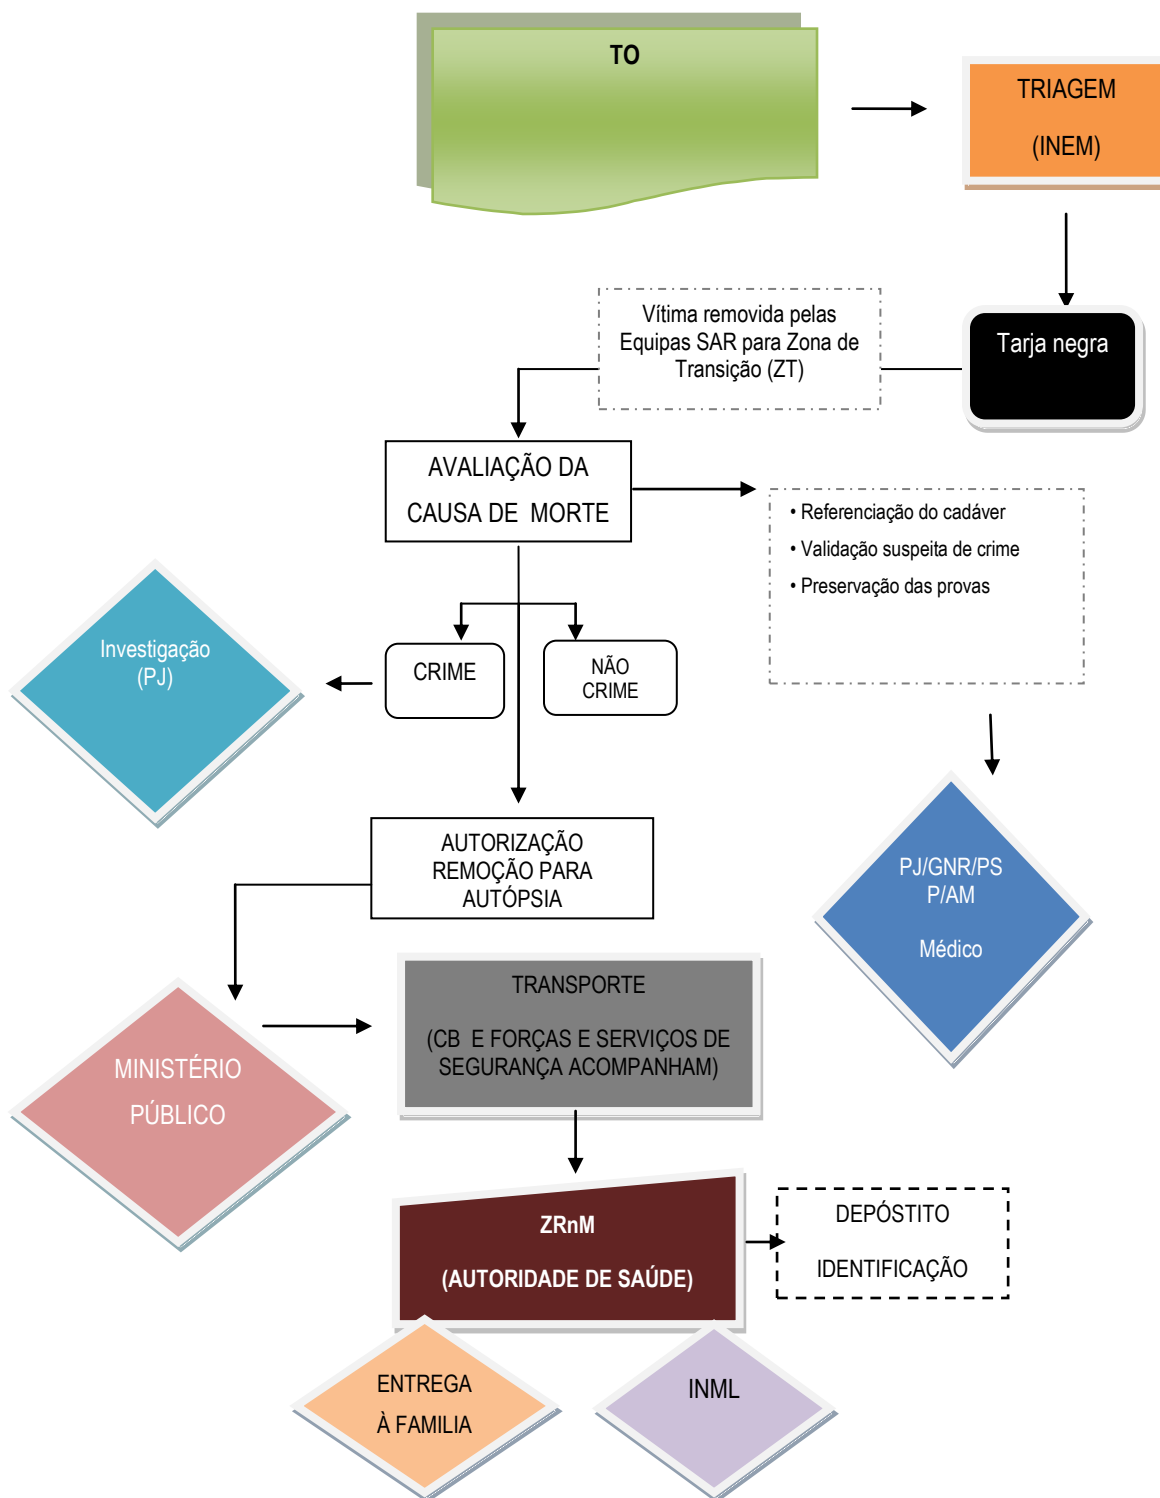 TO
TRIAGEM
(INEM)
Vítima removida pelas
Equipas SAR para Zona de
Transição (ZT)
Tarja negra
AVALIAÇÃO DA
CAUSA DE MORTE
• Referenciação do cadáver
• Validação suspeita de crime
• Preservação das provas
Investigação
(PJ)
CRIME
NÃO
CRIME
AUTORIZAÇÃO
REMOÇÃO PARA
AUTÓPSIA
PJ/GNR/PS
P/AM
Médico
TRANSPORTE
(CB E FORÇAS E SERVIÇOS DE
SEGURANÇA ACOMPANHAM)
MINISTÉRIO
PÚBLICO
ZRnM
(AUTORIDADE DE SAÚDE)
DEPÓSTITO
IDENTIFICAÇÃO
ENTREGA
À FAMILIA
INML